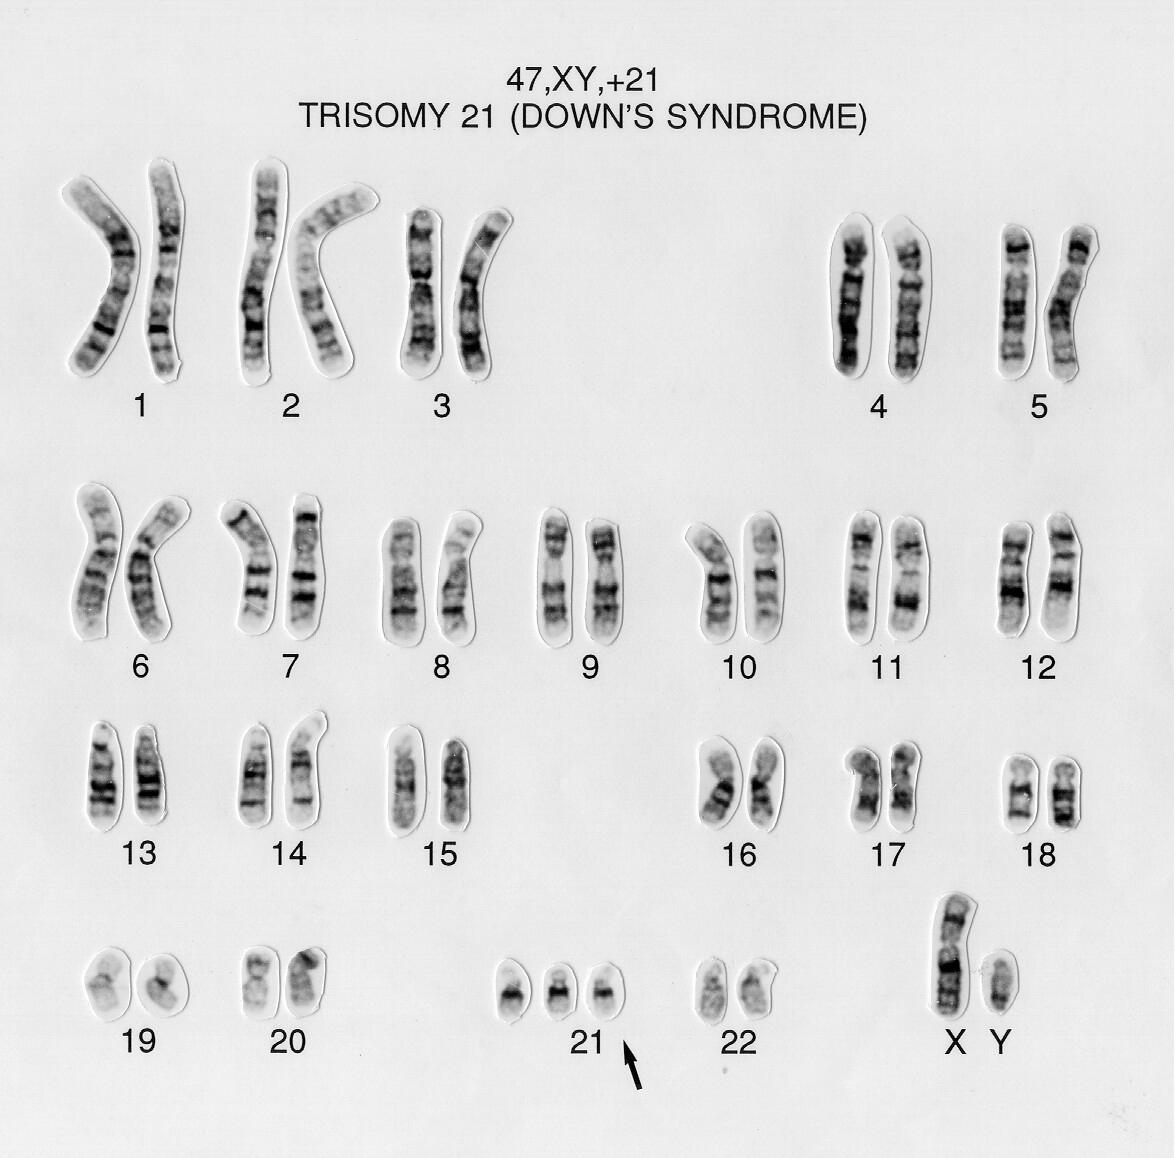 47,XY,+21
TRISOMY 21 (DOWN'S SYNDROME)
1 2 3 4 5
6 7 8 9 10 11 12
13 14 15 16 17 18
19 20 21 22 X Y